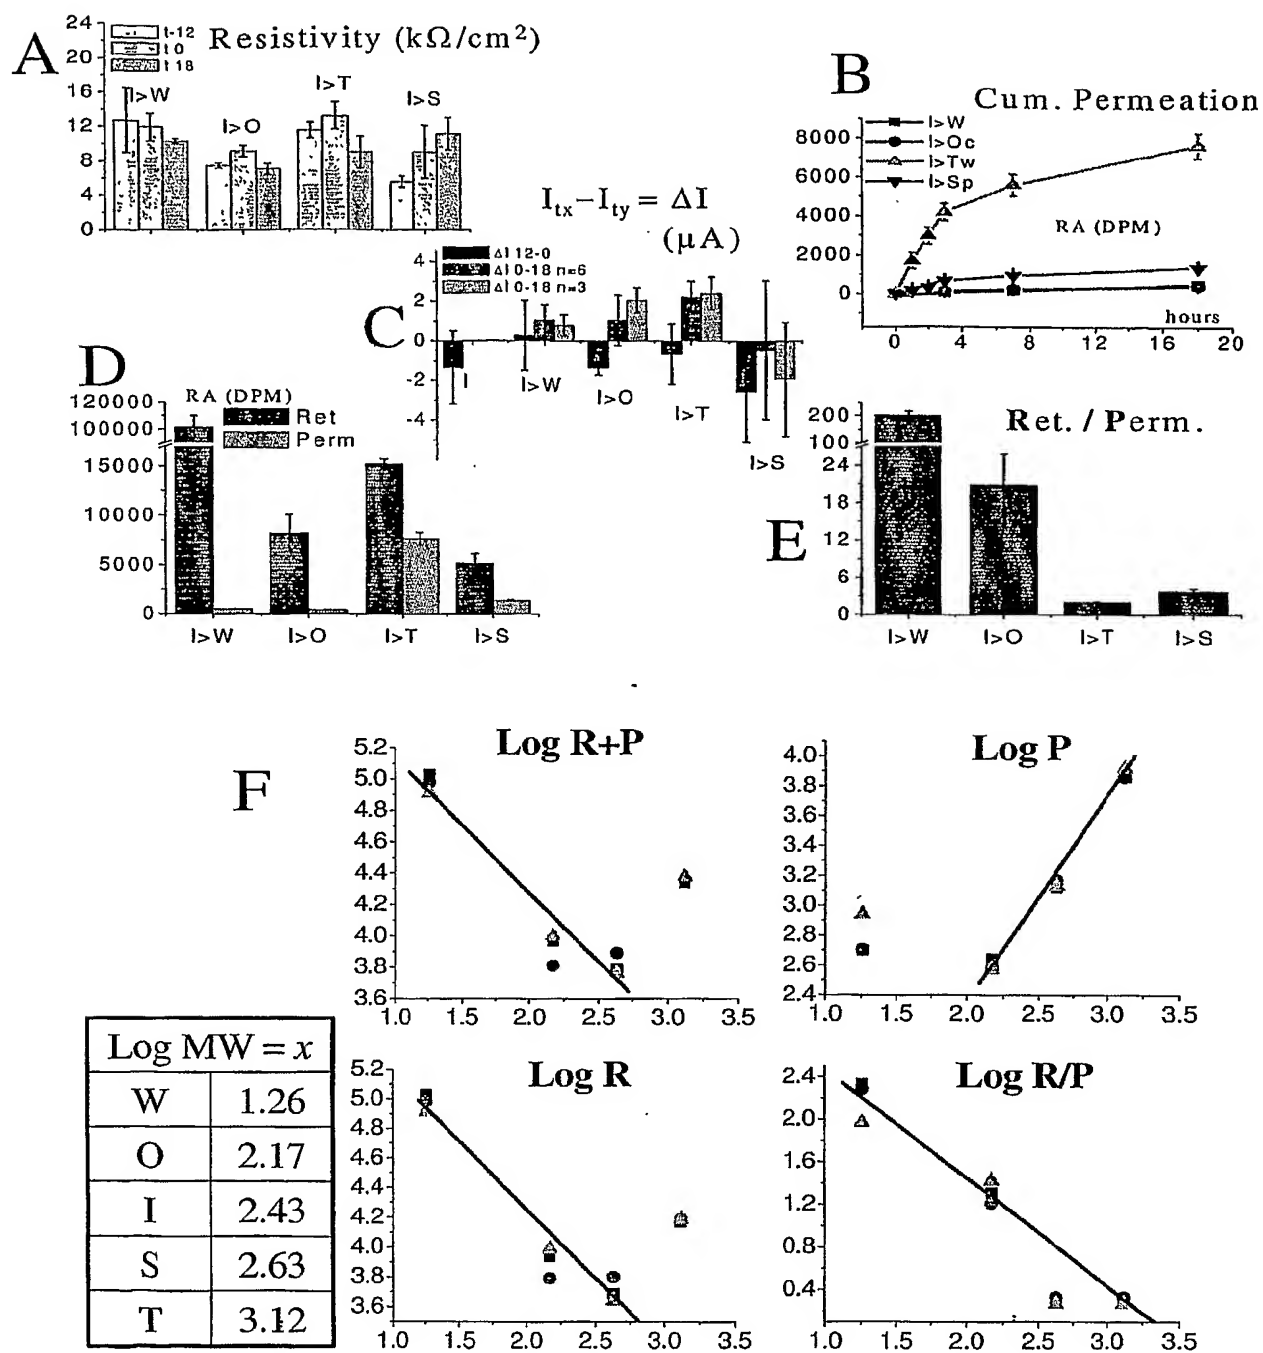 A
Resistivity (kΩ/cm²)
t-12
t 0
t 18
24
20
16
12
8
4
0
I>W
I>O
I>T
I>S
B
Cum. Permeation
I>W
I>Oc
I>Tw
I>Sp
8000
6000
4000
2000
0
RA (DPM)
hours
0 4 8 12 16 20
Itx–Ity = ΔI
(μA)
C
ΔI 12-0
ΔI 0-18 n=6
ΔI 0-18 n=3
4
2
0
-2
-4
I
I>W
I>O
I>T
I>S
D
RA (DPM)
Ret
Perm
120000
100000
15000
10000
5000
0
I>W I>O I>T I>S
E
Ret. / Perm.
200
100
24
18
12
6
0
I>W I>O I>T I>S
F
Log R+P
5.2
5.0
4.8
4.4
4.2
4.0
3.8
3.6
1.0 1.5 2.0 2.5 3.0 3.5
Log P
4.0
3.8
3.6
3.4
3.2
3.0
2.8
2.6
2.4
1.0 1.5 2.0 2.5 3.0 3.5
Log MW = x
W 1.26
O 2.17
I 2.43
S 2.63
T 3.12
Log R
5.2
5.0
4.8
4.6
4.4
4.2
4.0
3.8
3.6
1.0 1.5 2.0 2.5 3.0 3.5
Log R/P
2.4
2.0
1.6
1.2
0.8
0.4
1.0 1.5 2.0 2.5 3.0 3.5